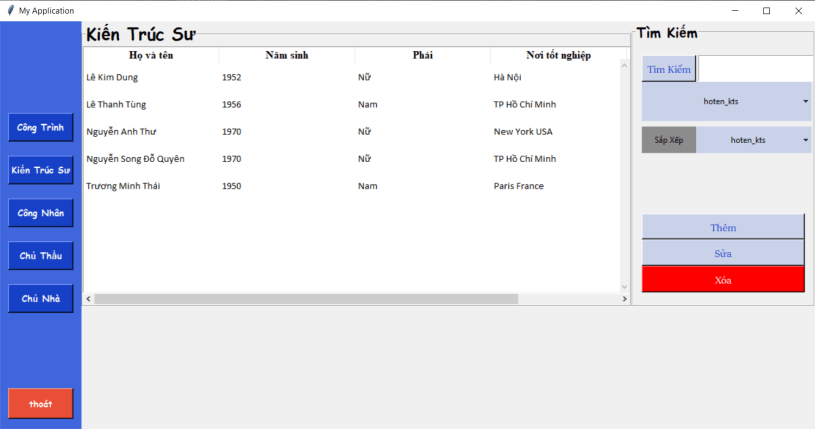 My Application
Công Trình
Kiến Trúc Sư
Công Nhân
Chủ Thầu
Chủ Nhà
thoát
Kiến Trúc Sư
Họ và tên Năm sinh Phái Nơi tốt nghiệp
Lê Kim Dung 1952 Nữ Hà Nội
Lê Thanh Tùng 1956 Nam TP Hồ Chí Minh
Nguyễn Anh Thư 1970 Nữ New York USA
Nguyễn Song Đỗ Quyên 1970 Nữ TP Hồ Chí Minh
Trương Minh Thái 1950 Nam Paris France
Tìm Kiếm
Tìm Kiếm
hoten_kts
Sắp Xếp hoten_kts
Thêm
Sửa
Xóa